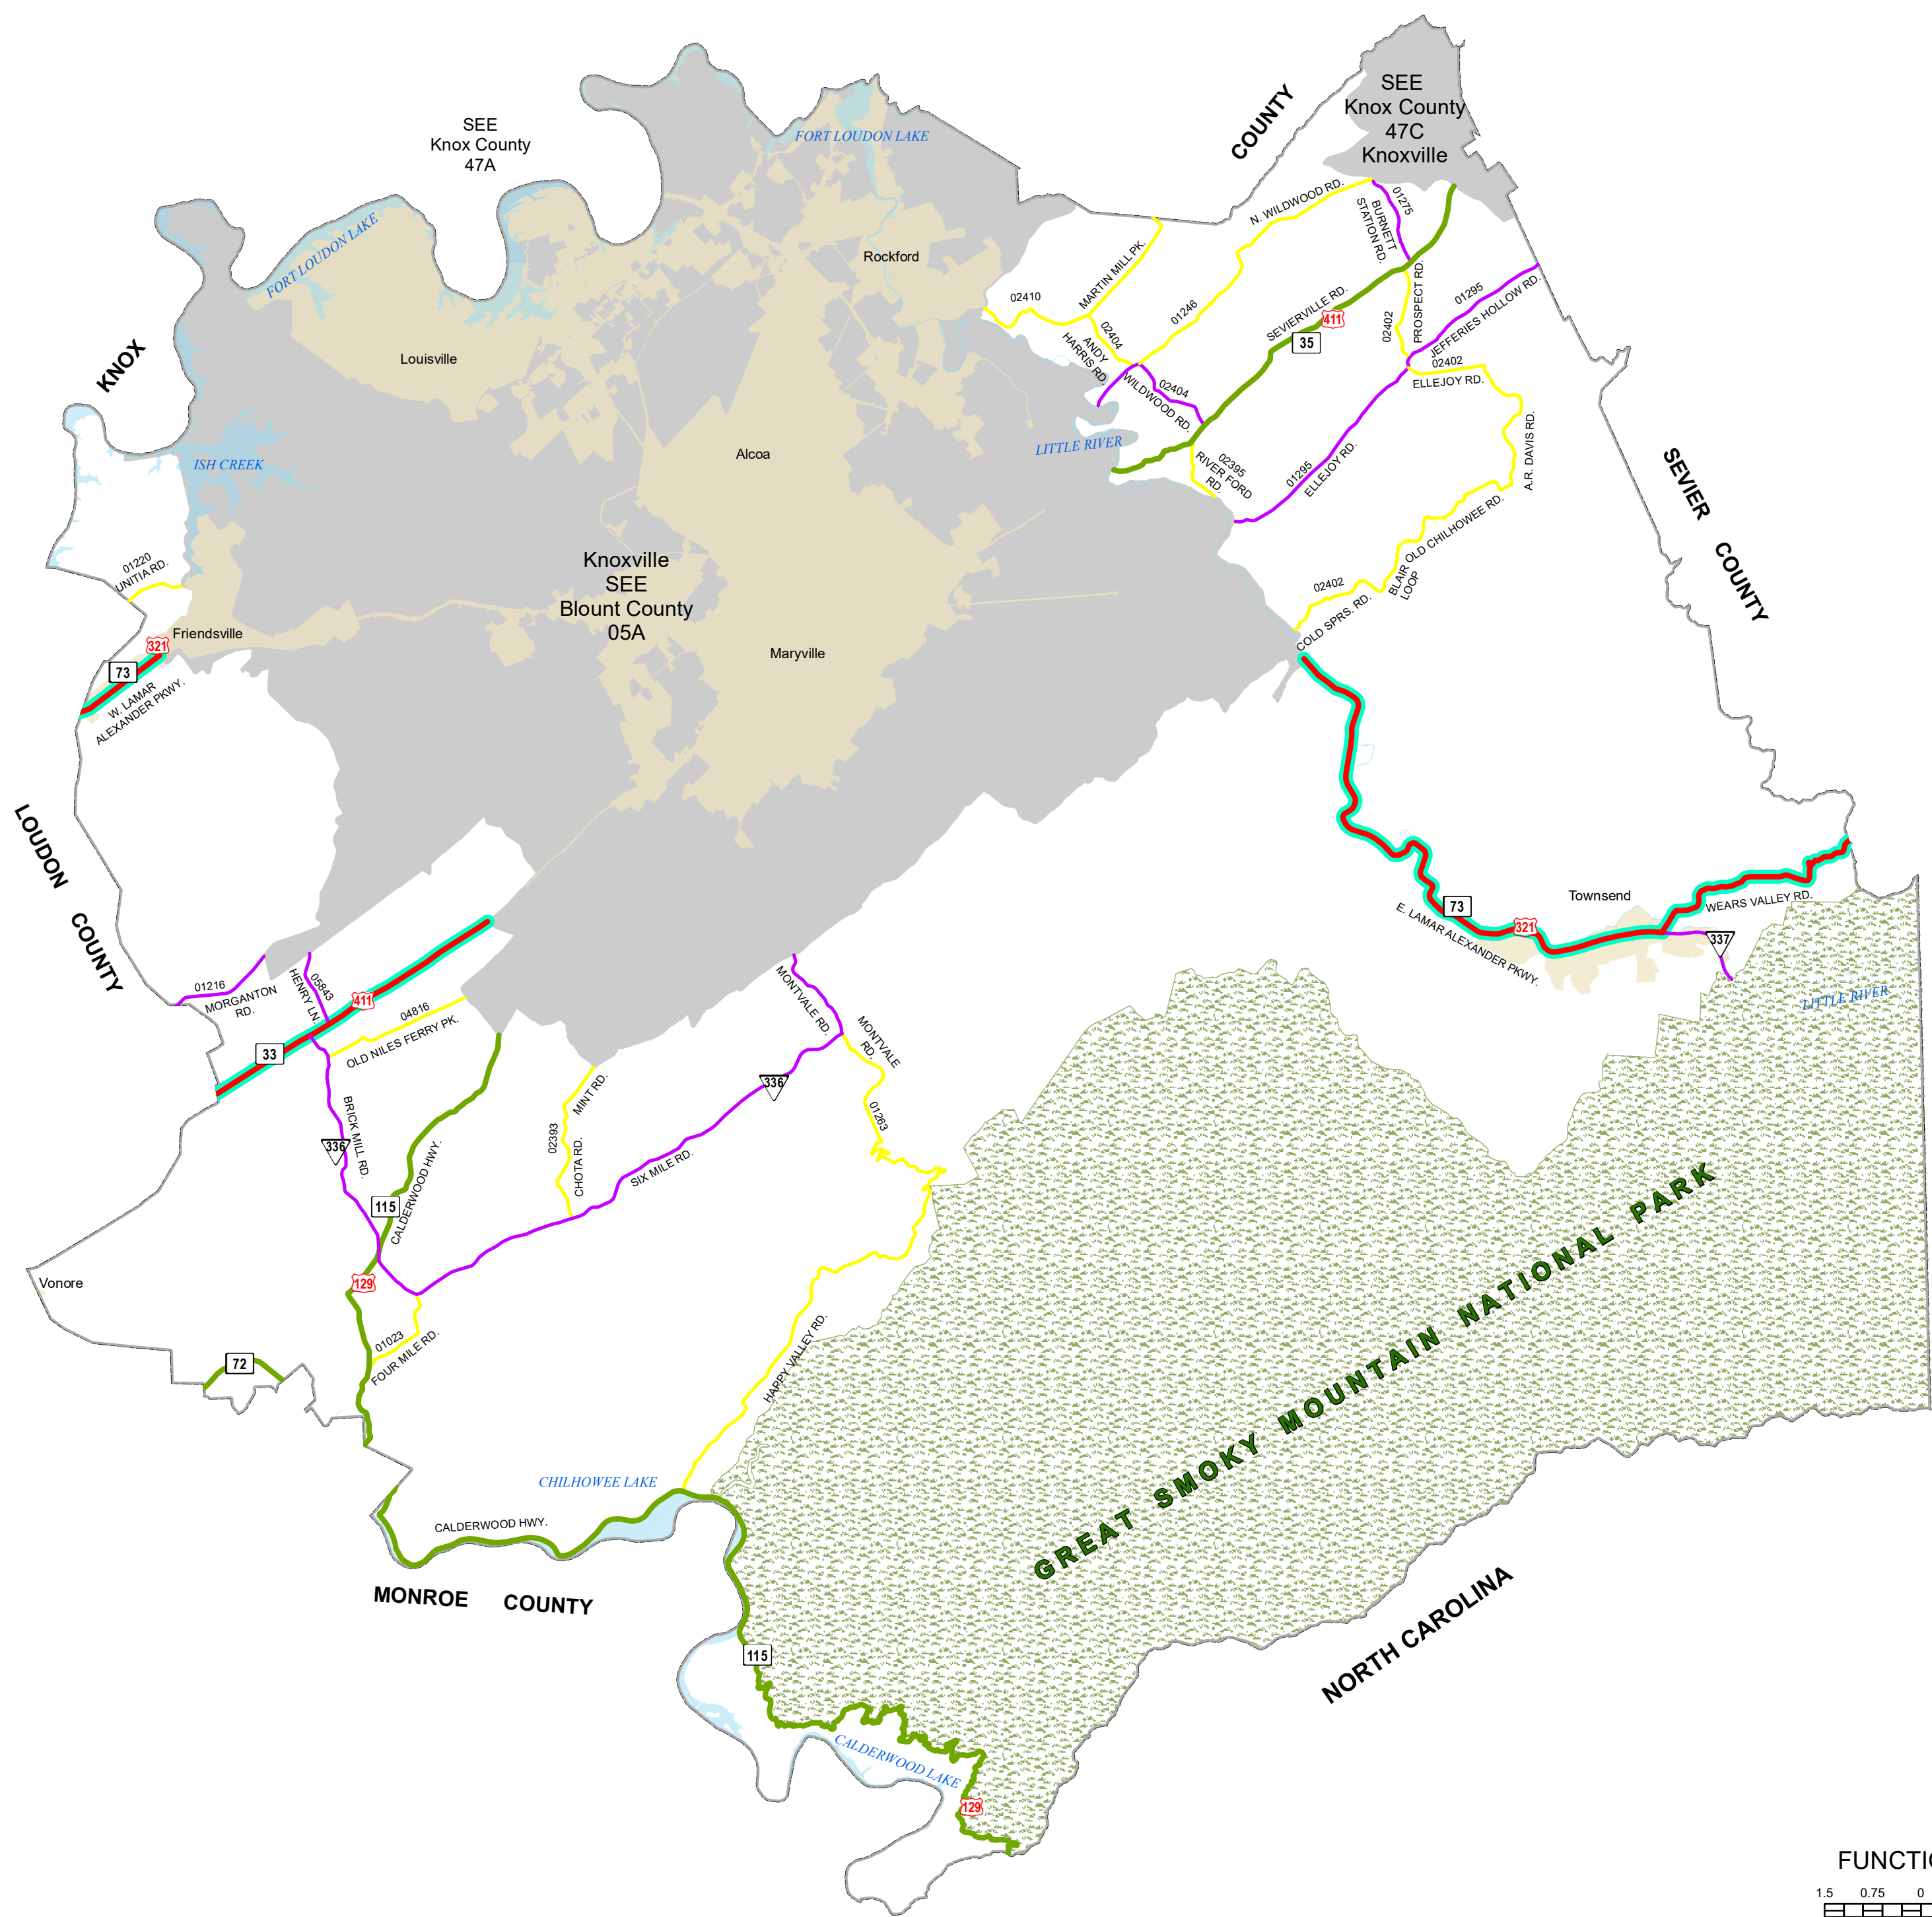 SEE
Knox County
47C
Knoxville
COUNTY
SEE
Knox County
47A
FORT LOUDON LAKE
FORT LOUDON LAKE
N. WILDWOOD RD.
01275
BURNETT
STATION RD.
Rockford
MARTIN MILL PK.
02410
01246
SEVIERVILLE RD.
411
35
PROSPECT RD.
02402
01295
JEFFERIES HOLLOW RD.
02404
ANDY
HARRIS RD.
WILDWOOD RD.
02404
02402
ELLEJOY RD.
KNOX
Louisville
ISH CREEK
Alcoa
LITTLE RIVER
02395
RIVER FORD
RD.
01295
ELLEJOY RD.
A.R. DAVIS RD.
SEVIER
COUNTY
Knoxville
SEE
Blount County
05A
BLAIR OLD CHILHOWEE RD.
LOOP
02402
COLD SPRS. RD.
01220
UNITIA RD.
Friendsville
321
73
W. LAMAR
ALEXANDER PKWY.
Maryville
LOUDON
COUNTY
Townsend
73
321
E. LAMAR ALEXANDER PKWY.
WEARS VALLEY RD.
337
LITTLE RIVER
01216
MORGANTON
RD.
HENRY LN.
05843
411
33
04816
OLD NILES FERRY PK.
MONTVALE RD.
MONTVALE
RD.
01263
336
MINT RD.
02393
CHOTA RD.
SIX MILE RD.
BRICK MILL RD.
336
115
CALDERWOOD HWY.
129
Vonore
72
01023
FOUR MILE RD.
HAPPY VALLEY RD.
GREAT SMOKY MOUNTAIN NATIONAL PARK
CHILHOWEE LAKE
CALDERWOOD HWY.
MONROE COUNTY
115
NORTH CAROLINA
CALDERWOOD LAKE
129
1.5 0.75 0